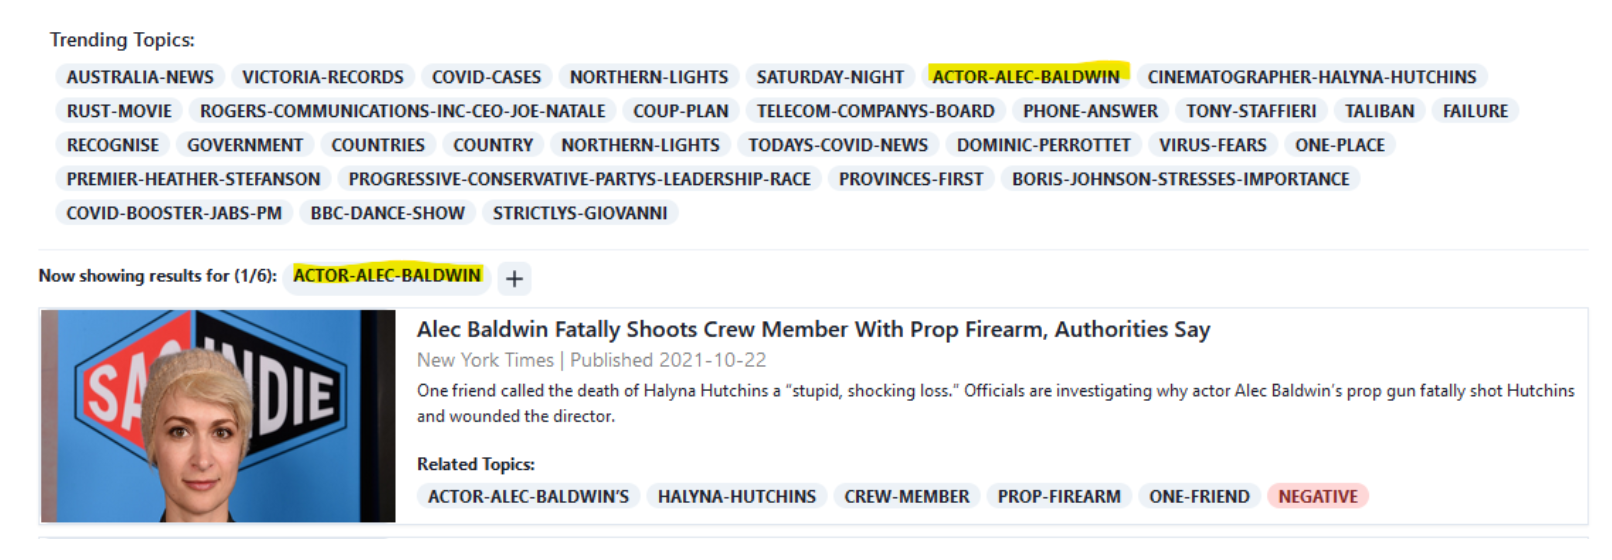 Trending Topics:
AUSTRALIA-NEWS VICTORIA-RECORDS COVID-CASES NORTHERN-LIGHTS SATURDAY-NIGHT ACTOR-ALEC-BALDWIN CINEMATOGRAPHER-HALYNA-HUTCHINS
RUST-MOVIE ROGERS-COMMUNICATIONS-INC-CEO-JOE-NATALE COUP-PLAN TELECOM-COMPANYS-BOARD PHONE-ANSWER TONY-STAFFIERI TALIBAN FAILURE
RECOGNISE GOVERNMENT COUNTRIES COUNTRY NORTHERN-LIGHTS TODAYS-COVID-NEWS DOMINIC-PERROTTET VIRUS-FEARS ONE-PLACE
PREMIER-HEATHER-STEFANSON PROGRESSIVE-CONSERVATIVE-PARTYS-LEADERSHIP-RACE PROVINCES-FIRST BORIS-JOHNSON-STRESSES-IMPORTANCE
COVID-BOOSTER-JABS-PM BBC-DANCE-SHOW STRICTLYS-GIOVANNI
Now showing results for (1/6): ACTOR-ALEC-BALDWIN +
SA INDIE
Alec Baldwin Fatally Shoots Crew Member With Prop Firearm, Authorities Say
New York Times | Published 2021-10-22
One friend called the death of Halyna Hutchins a “stupid, shocking loss.” Officials are investigating why actor Alec Baldwin's prop gun fatally shot Hutchins
and wounded the director.
Related Topics:
ACTOR-ALEC-BALDWIN'S HALYNA-HUTCHINS CREW-MEMBER PROP-FIREARM ONE-FRIEND NEGATIVE